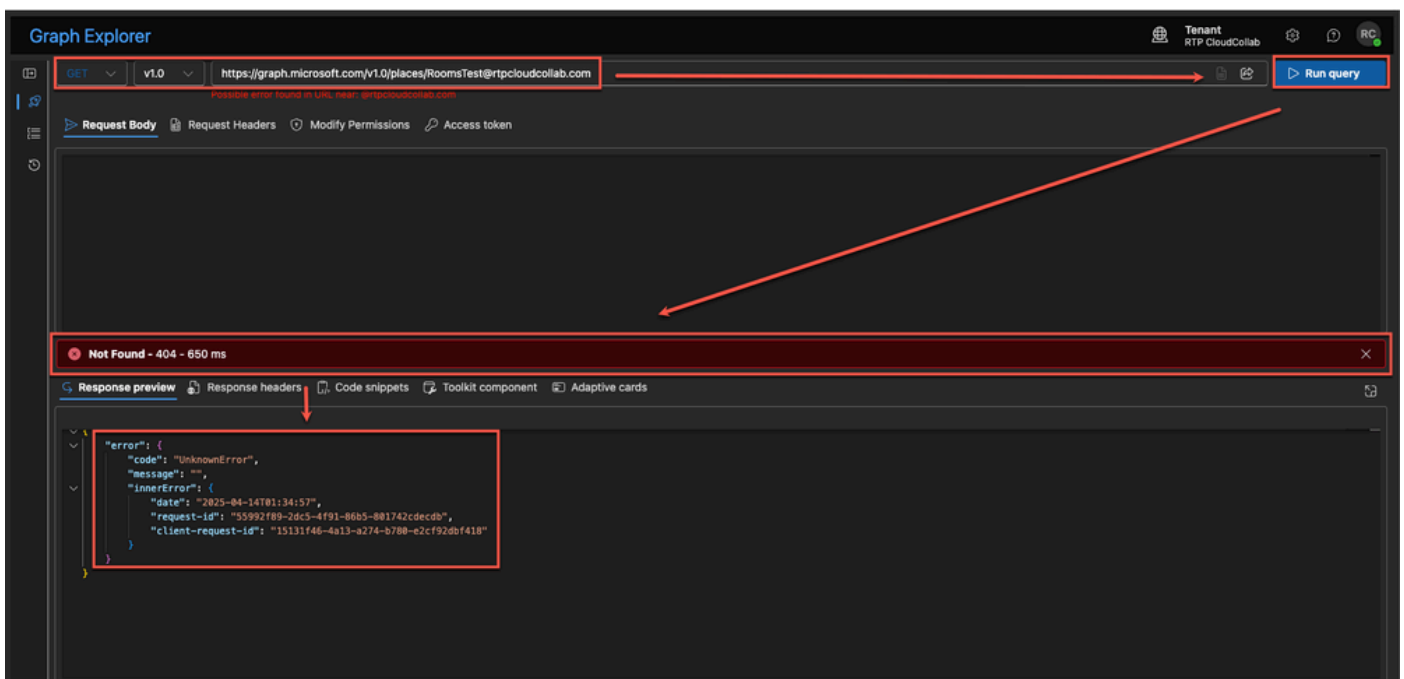 Graph Explorer
Tenant
RTP CloudCollab
RC
GET
v1.0
https://graph.microsoft.com/v1.0/places/RoomsTest@rtpcloudcollab.com
Run query
Possible error found in URL near: @rtpcloudcollab.com
Request Body Request Headers Modify Permissions Access token
Not Found - 404 - 650 ms
Response preview Response headers Code snippets Toolkit component Adaptive cards
{
"error": {
"code": "UnknownError",
"message": "",
"innerError": {
"date": "2025-04-14T01:34:57",
"request-id": "55992f89-2dc5-4f91-86b5-801742cdecdb",
"client-request-id": "15131f46-4a13-a274-b780-e2cf92dbf418"
}
}
}